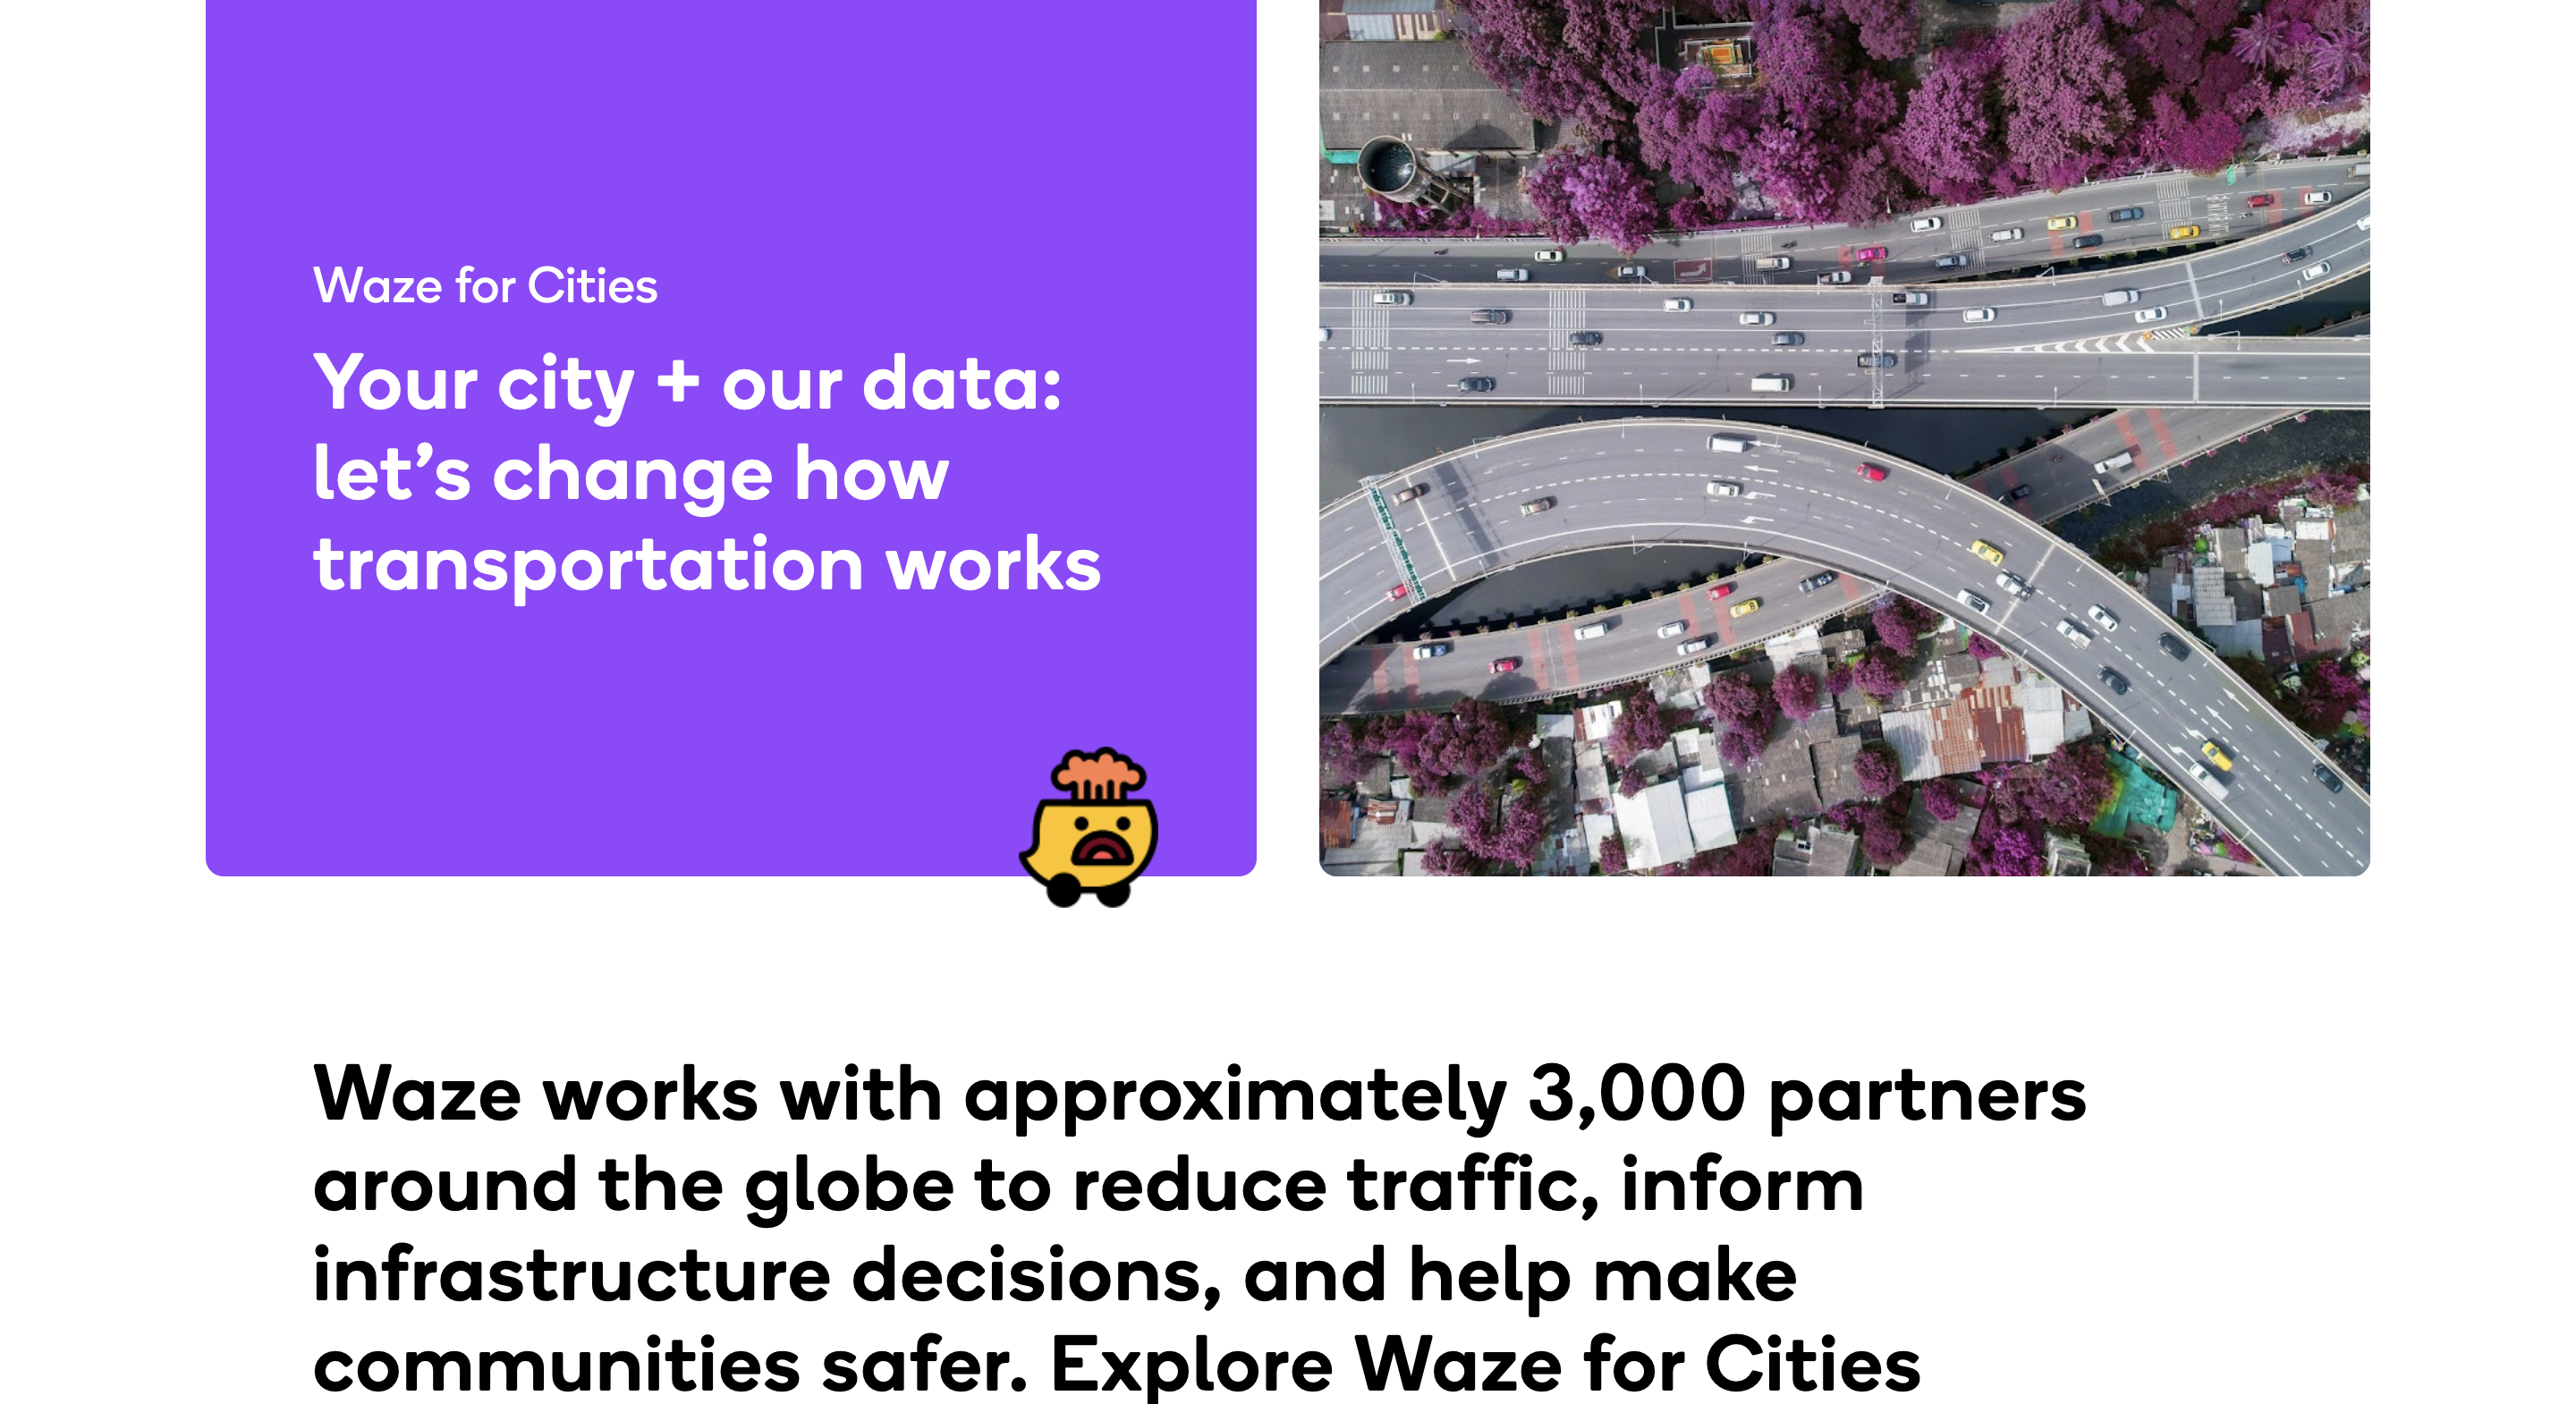 Waze for Cities
Your city + our data:
let’s change how
transportation works
Waze works with approximately 3,000 partners
around the globe to reduce traffic, inform
infrastructure decisions, and help make
communities safer. Explore Waze for Cities